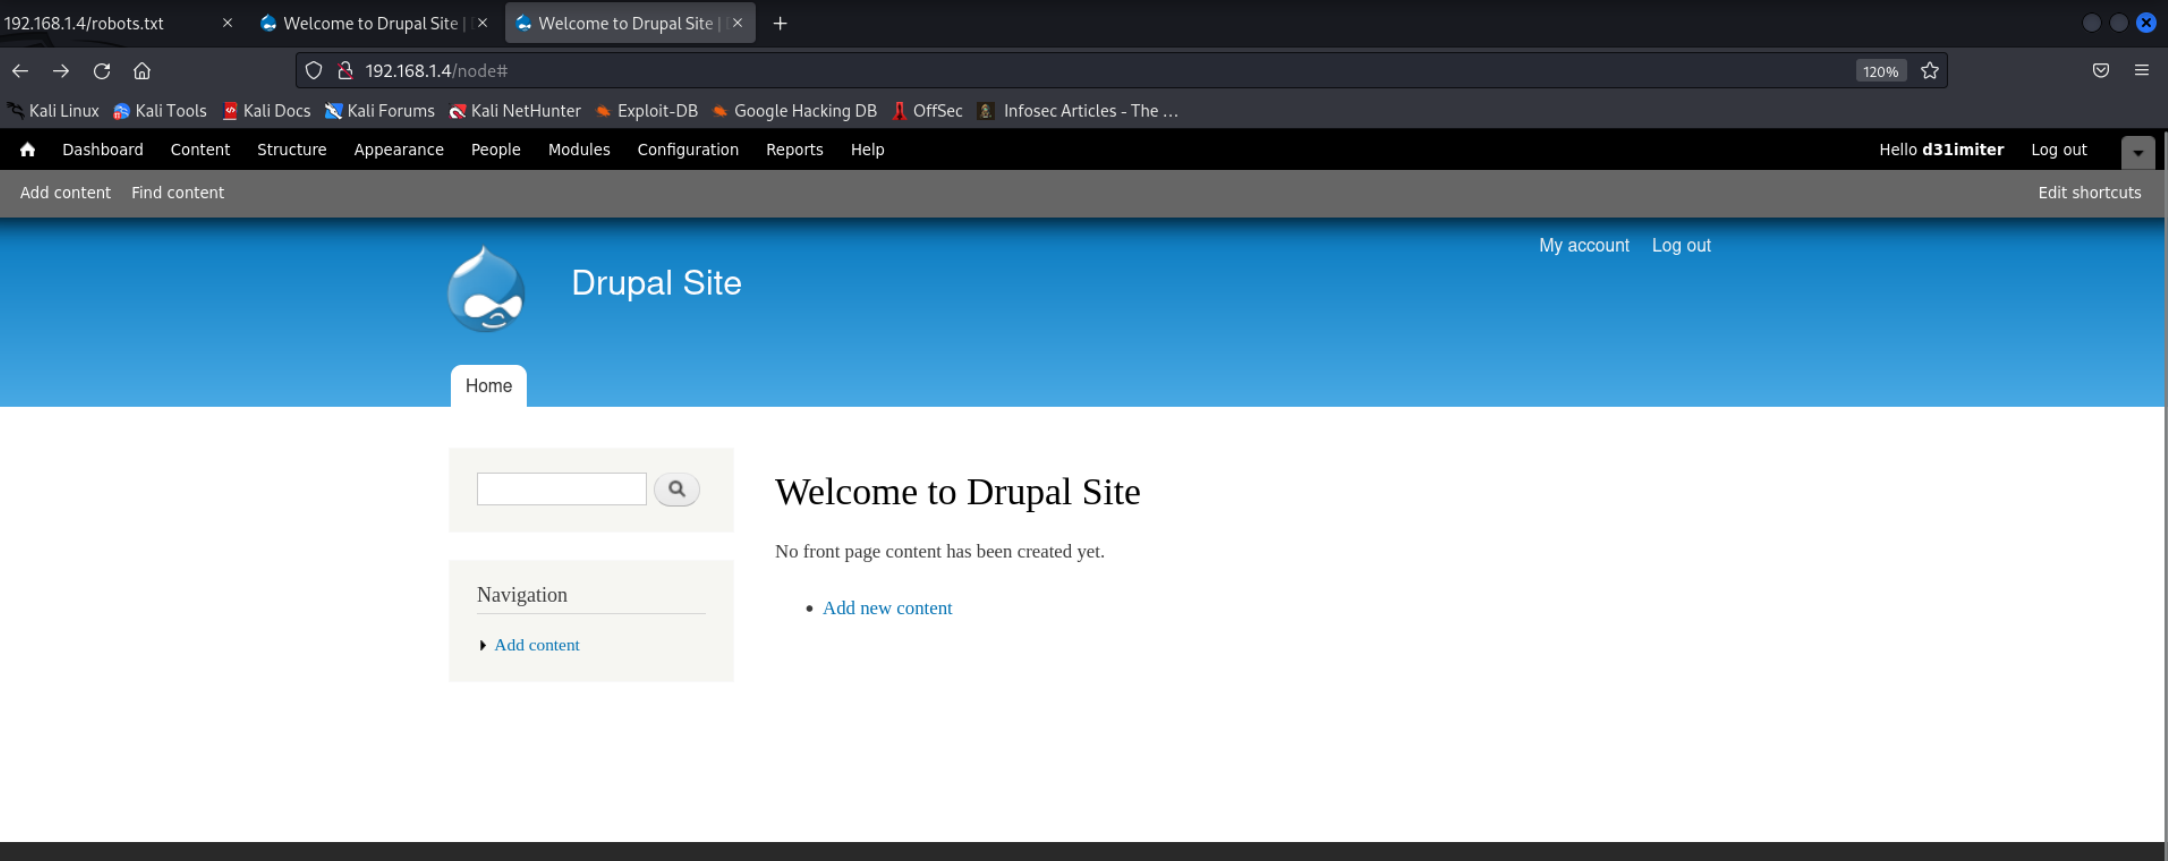 192.168.1.4/robots.txt Welcome to Drupal Site | Welcome to Drupal Site |
192.168.1.4/node# 120%
Kali Linux Kali Tools Kali Docs Kali Forums Kali NetHunter Exploit-DB Google Hacking DB OffSec Infosec Articles - The ...
Dashboard Content Structure Appearance People Modules Configuration Reports Help Hello d31imiter Log out
Add content Find content Edit shortcuts
My account Log out
Drupal Site
Home
Welcome to Drupal Site
No front page content has been created yet.
Add new content
Navigation
Add content